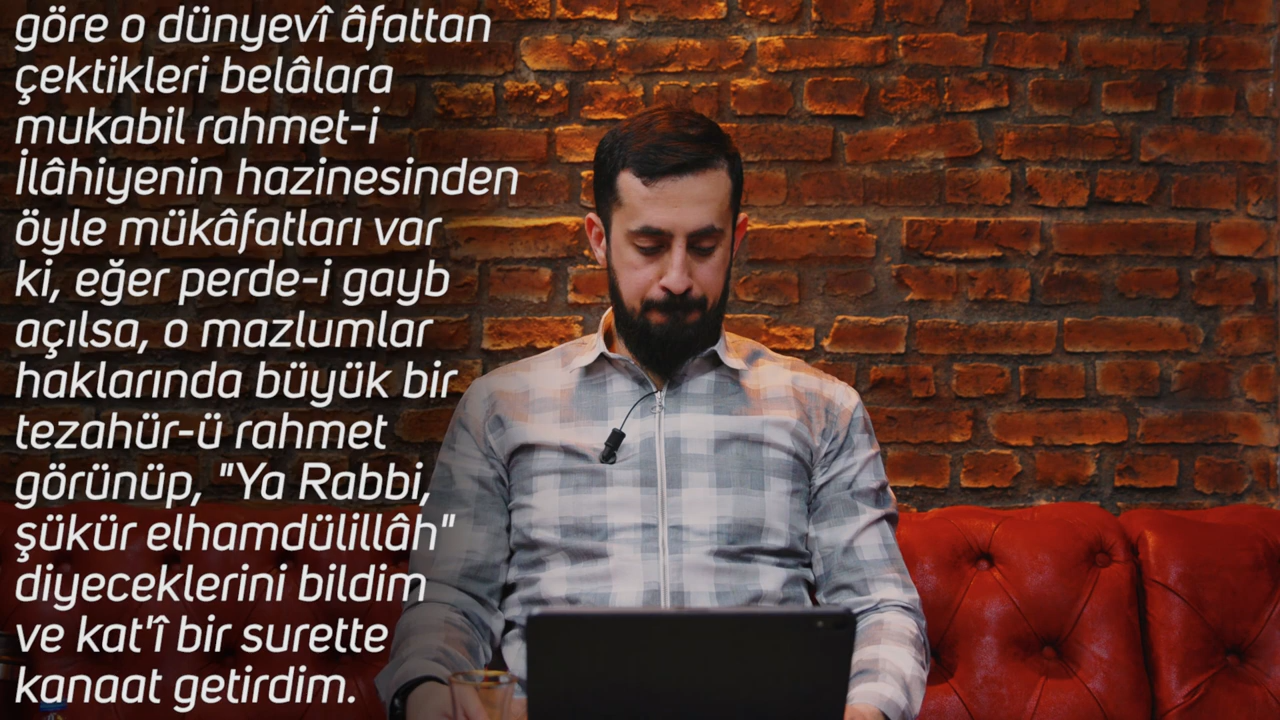 göre o dünyevî âfattan
çektikleri belâlara
mukabil rahmet-i
İlâhiyenin hazinesinden
öyle mükâfatları var
ki, eğer perde-i gayb
açılsa, o mazlumlar
haklarında büyük bir
tezahür-ü rahmet
görünüp, "Ya Rabbi,
şükür elhamdülillâh"
diyeceklerini bildim
ve kat'î bir surette
kanaat getirdim.